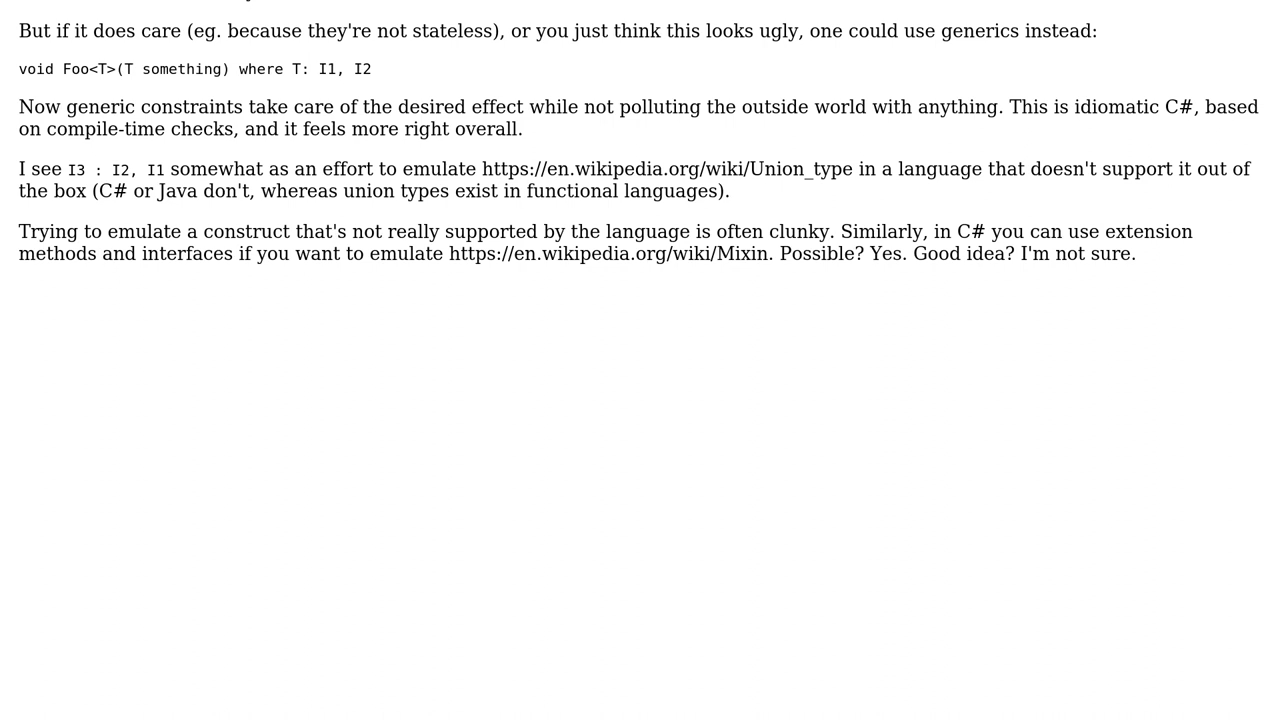 But if it does care (eg. because they're not stateless), or you just think this looks ugly, one could use generics instead:
void Foo<T>(T something) where T: I1, I2
Now generic constraints take care of the desired effect while not polluting the outside world with anything. This is idiomatic C#, based
on compile-time checks, and it feels more right overall.
I see I3 : I2, I1 somewhat as an effort to emulate https://en.wikipedia.org/wiki/Union_type in a language that doesn't support it out of
the box (C# or Java don't, whereas union types exist in functional languages).
Trying to emulate a construct that's not really supported by the language is often clunky. Similarly, in C# you can use extension
methods and interfaces if you want to emulate https://en.wikipedia.org/wiki/Mixin. Possible? Yes. Good idea? I'm not sure.